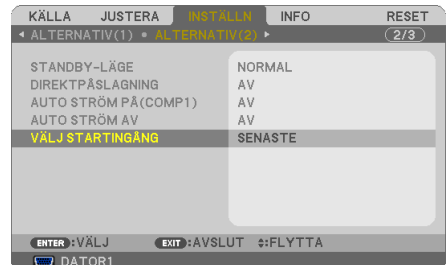 KÄLLA JUSTERA INSTÄLLN INFO RESET
ALTERNATIV(1) • ALTERNATIV(2) 2/3
STANDBY-LÄGE NORMAL
DIREKTPÅSLAGNING AV
AUTO STRÖM PÅ(COMP1) AV
AUTO STRÖM AV AV
VÄLJ STARTINGÅNG SENASTE
ENTER :VÄLJ EXIT :AVSLUT :FLYTTA
DATOR1